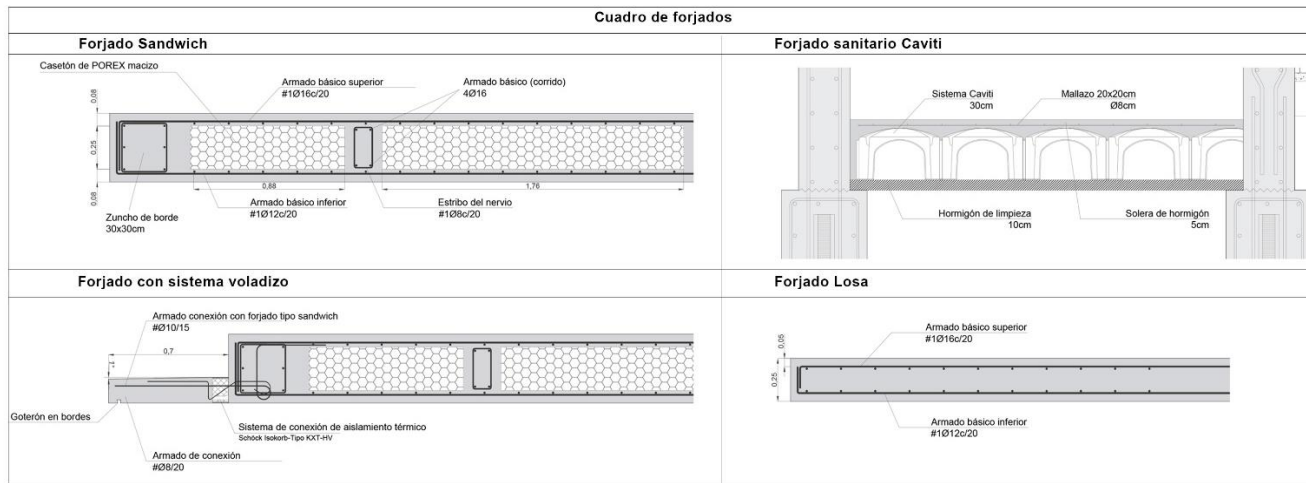 Cuadro de forjados
Forjado Sandwich
Casetón de POREX macizo
Armado básico superior
#1Ø16c/20
Armado básico (corrido)
4Ø16
0,08
0,25
0,08
0,88
1,76
Zuncho de borde
30x30cm
Armado básico inferior
#1Ø12c/20
Estribo del nervio
#1Ø8c/20
Forjado sanitario Caviti
Sistema Caviti
30cm
Mallazo 20x20cm
Ø8cm
Hormigón de limpieza
10cm
Solera de hormigón
5cm
Forjado con sistema voladizo
Armado conexión con forjado tipo sandwich
#Ø10/15
0,7
Goterón en bordes
Sistema de conexión de aislamiento térmico
Schöck Isokorb-Tipo KXT-HV
Armado de conexión
#Ø8/20
Forjado Losa
Armado básico superior
#1Ø16c/20
0,05
0,25
Armado básico inferior
#1Ø12c/20